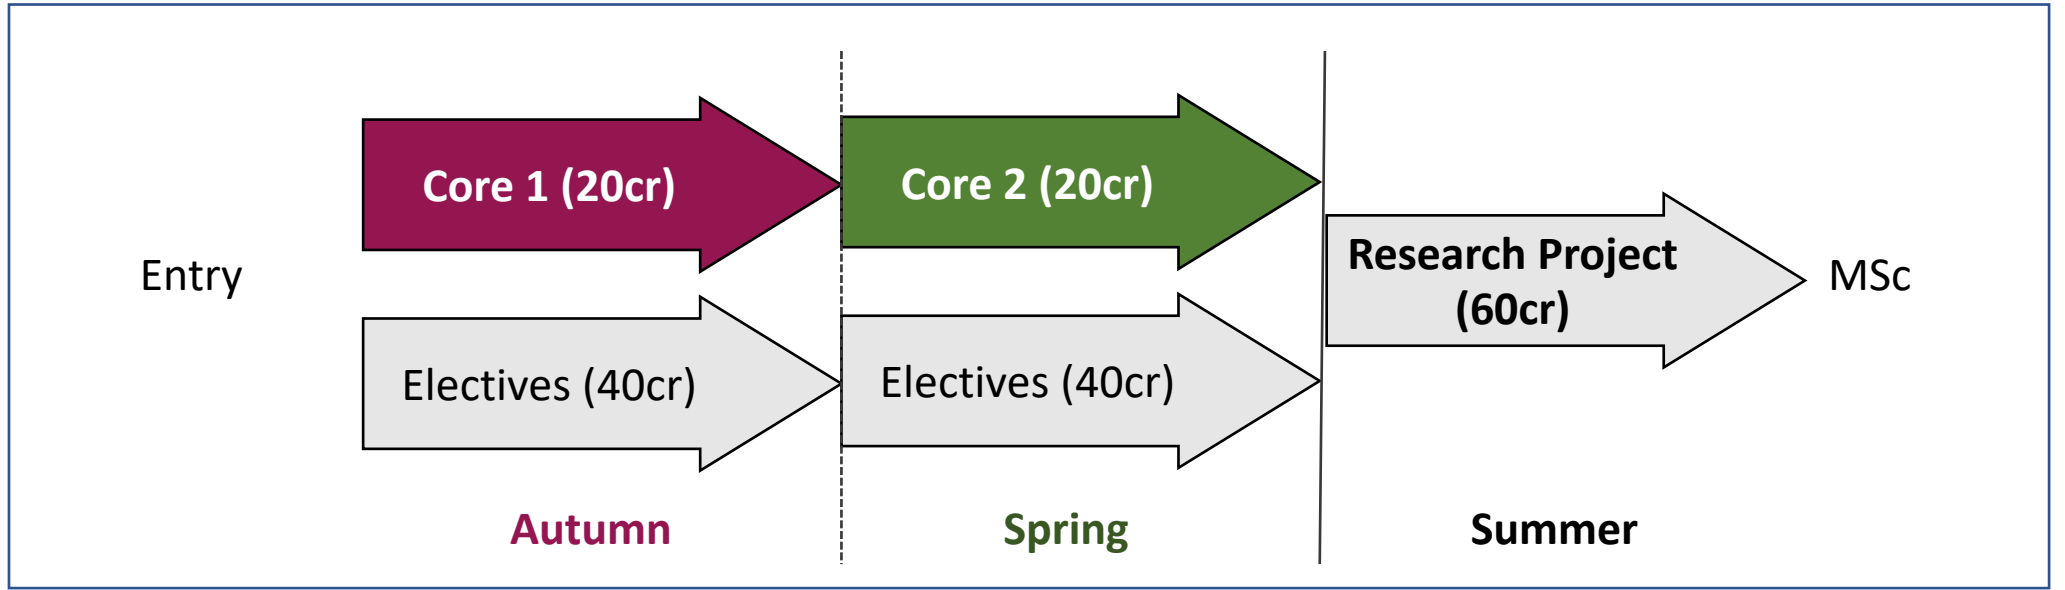 Entry
Core 1 (20cr)
Electives (40cr)
Autumn
Core 2 (20cr)
Electives (40cr)
Spring
Research Project
(60cr)
Summer
MSc